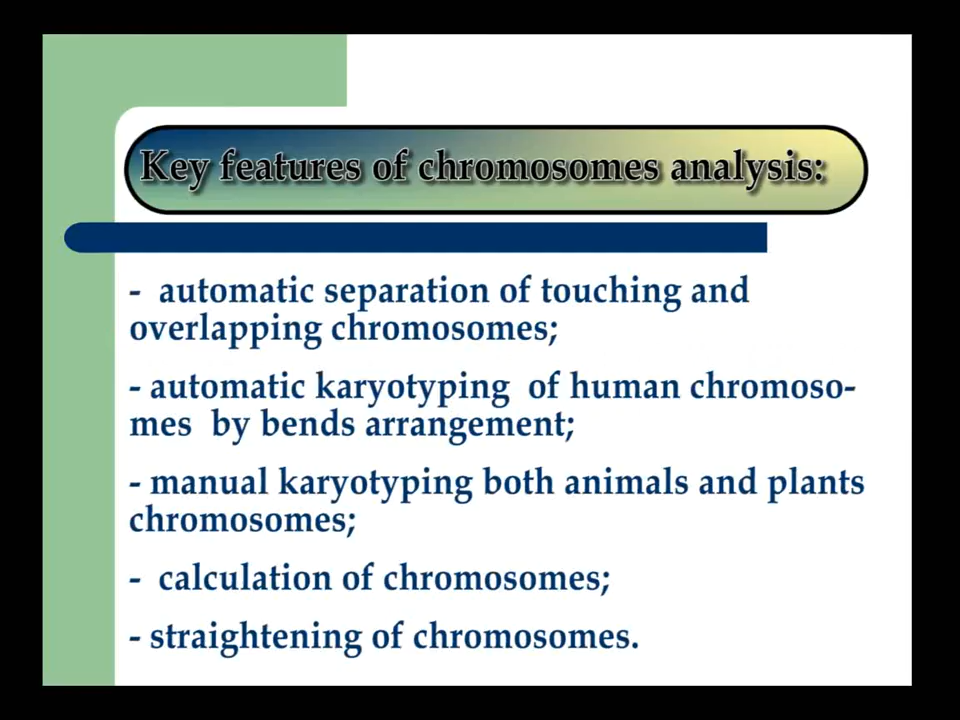 Key features of chromosomes analysis:
- automatic separation of touching and
overlapping chromosomes;
- automatic karyotyping of human chromoso-
mes by bends arrangement;
- manual karyotyping both animals and plants
chromosomes;
- calculation of chromosomes;
- straightening of chromosomes.